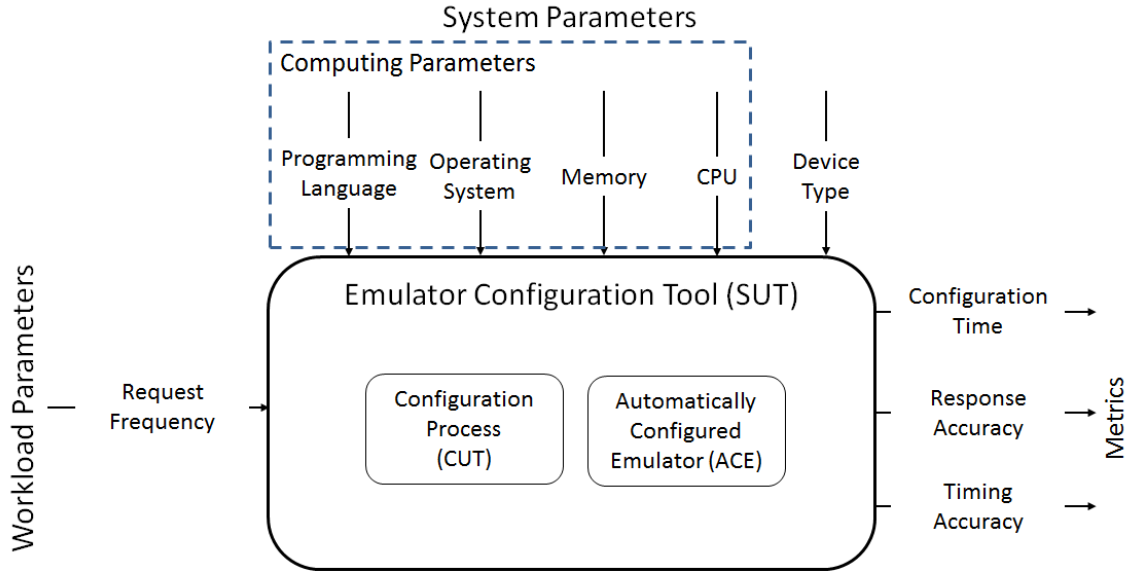 System Parameters
Computing Parameters
Programming
Language
Operating
System
Memory
CPU
Device
Type
Workload Parameters
Request
Frequency
Emulator Configuration Tool (SUT)
Configuration
Process
(CUT)
Automatically
Configured
Emulator (ACE)
Configuration
Time
Response
Accuracy
Timing
Accuracy
Metrics